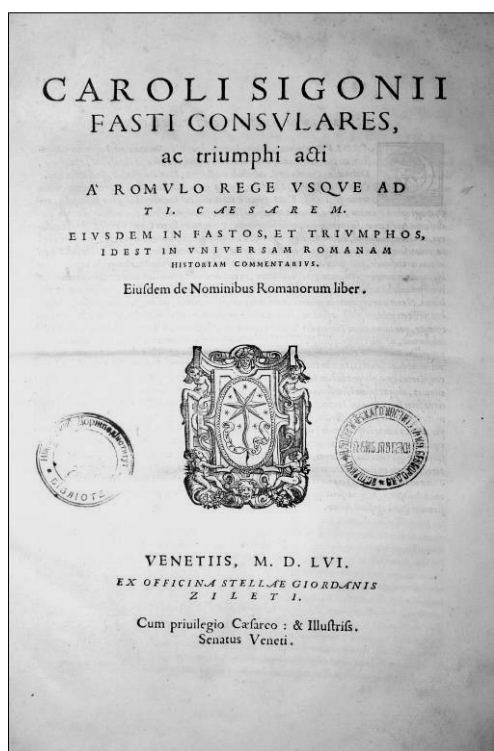 CAROLI SIGONII
FASTI CONSVLARES,
ac triumphi acti
A' ROMVLO REGE VSQVE AD
TI. CAESAREM.
EIVSDEM IN FASTOS, ET TRIVMPHOS,
IDEST IN VNIVERSAM ROMANAM
HISTORIAM COMMENTARIVS.
Eiuſdem de Nominibus Romanorum liber.
VENETIIS, M. D. LVI.
EX OFFICINA STELLAE GIORDANIS
ZILETI.
Cum priuilegio Cæſareo : & Illuſtriſs.
Senatus Veneti.